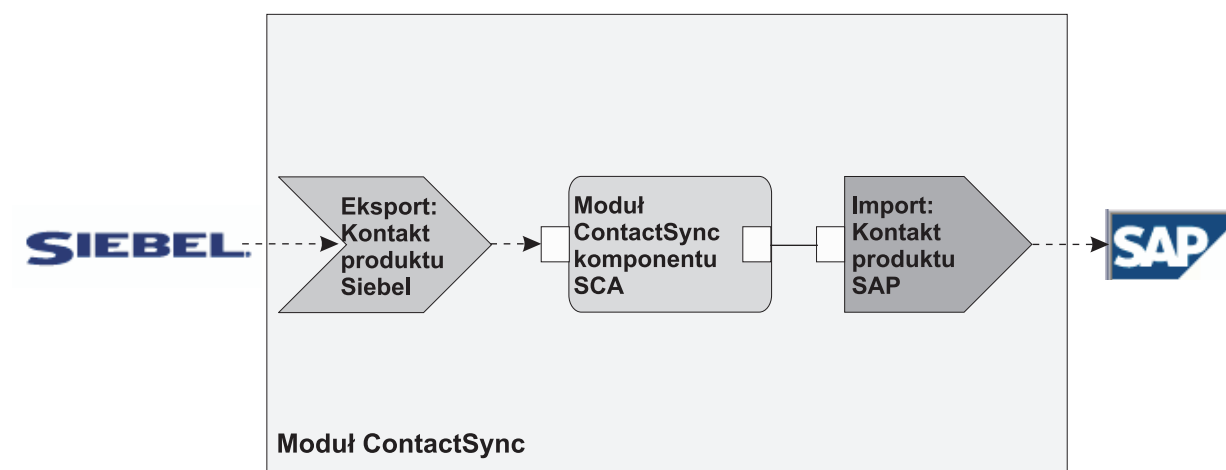 SIEBEL.
Eksport:
Kontakt
produktu
Siebel
Moduł
ContactSync
komponentu
SCA
Import:
Kontakt
produktu
SAP
SAP
Moduł ContactSync